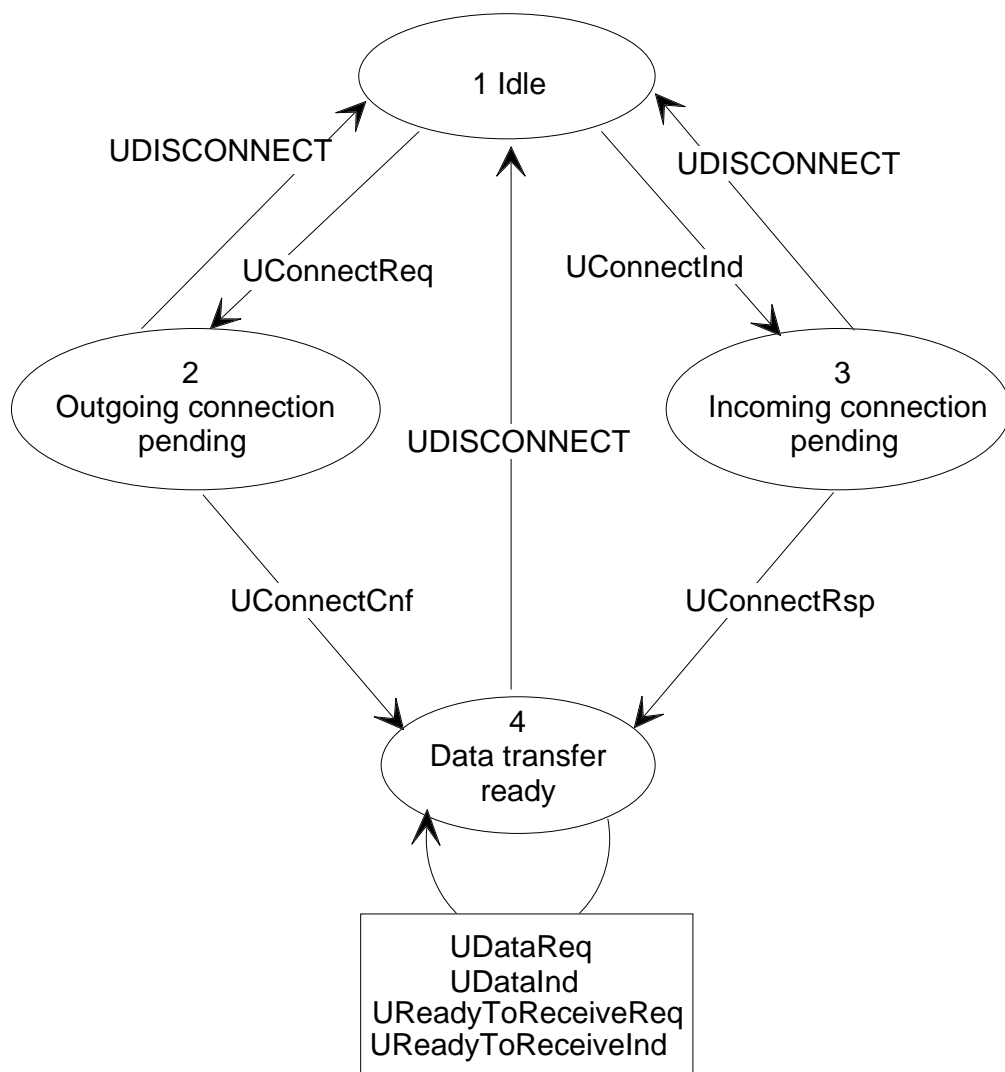 1 Idle
UDISCONNECT
UDISCONNECT
UConnectReq
UConnectInd
2
Outgoing connection
pending
3
Incoming connection
pending
UDISCONNECT
UConnectCnf
UConnectRsp
4
Data transfer
ready
UDataReq
UDataInd
UReadyToReceiveReq
UReadyToReceiveInd